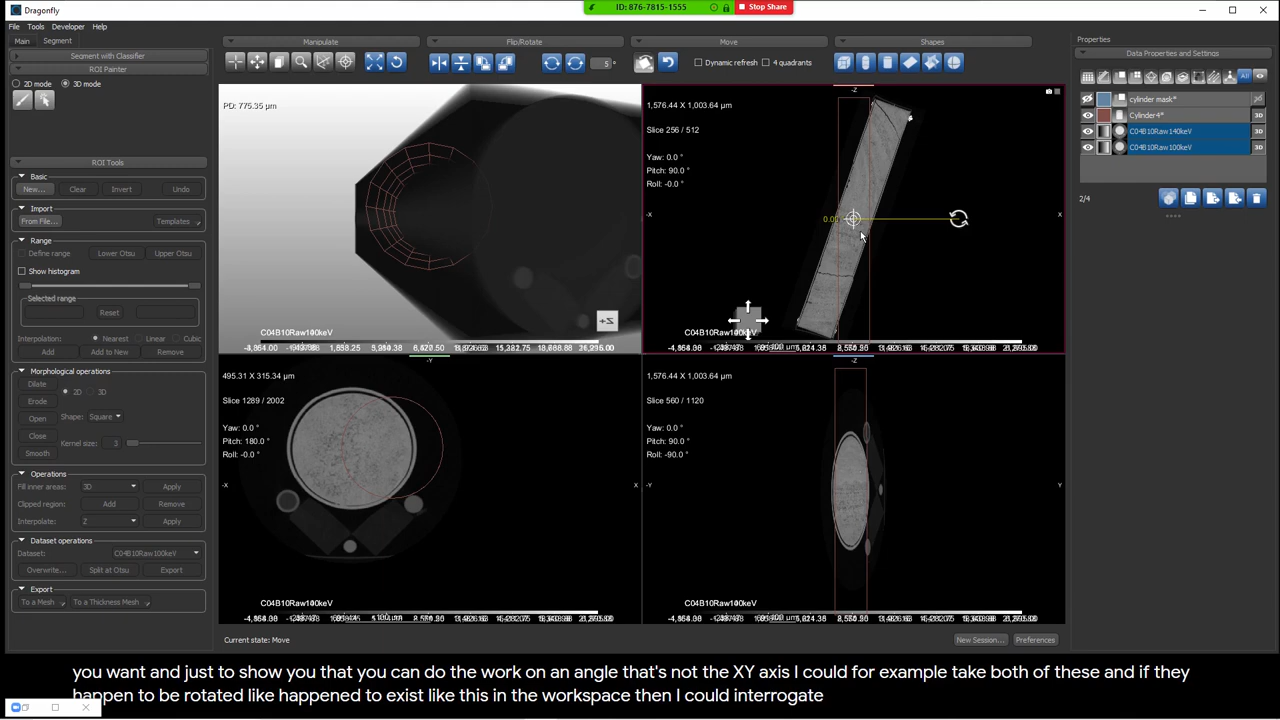 Dragonfly
ID: 876-7815-1555 Stop Share
File Tools Developer Help
Main Segment
Segment with Classifier
ROI Painter
2D mode 3D mode
ROI Tools
Basic
New... Clear Invert Undo
Import
From File... Templates
Range
Define range Lower Otsu Upper Otsu
Show histogram
Selected range
Reset
Interpolation: Nearest Linear Cubic
Add Add to New Remove
Morphological operations
Dilate
2D 3D
Erode
Open Shape: Square
Close
Kernel size: 3
Smooth
Operations
Fill inner areas: 3D Apply
Clipped region: Add Remove
Interpolate: Z Apply
Dataset operations
Dataset: C04B10Raw100keV
Overwrite... Split at Otsu Export
Export
To a Mesh To a Thickness Mesh
Manipulate Flip/Rotate Move Shapes
5 °
Dynamic refresh 4 quadrants
PD: 775.35 µm
Z+
-Z
1,576.44 X 1,003.64 µm
Slice 256 / 512
Yaw: 0.0 °
Pitch: 90.0 °
Roll: -0.0 °
-X X
0.00
-Y
495.31 X 315.34 µm
Slice 1289 / 2002
Yaw: 0.0 °
Pitch: 180.0 °
Roll: -0.0 °
-X X
-Z
1,576.44 X 1,003.64 µm
Slice 560 / 1120
Yaw: 0.0 °
Pitch: 90.0 °
Roll: -90.0 °
-Y Y
Current state: Move
New Session... Preferences
Properties
Data Properties and Settings
All
cylinder mask*
Cylinder4* 3D
C04B10Raw140keV 3D
C04B10Raw100keV 3D
2/4
you want and just to show you that you can do the work on an angle that's not the XY axis I could for example take both of these and if they
happen to be rotated like happened to exist like this in the workspace then I could interrogate